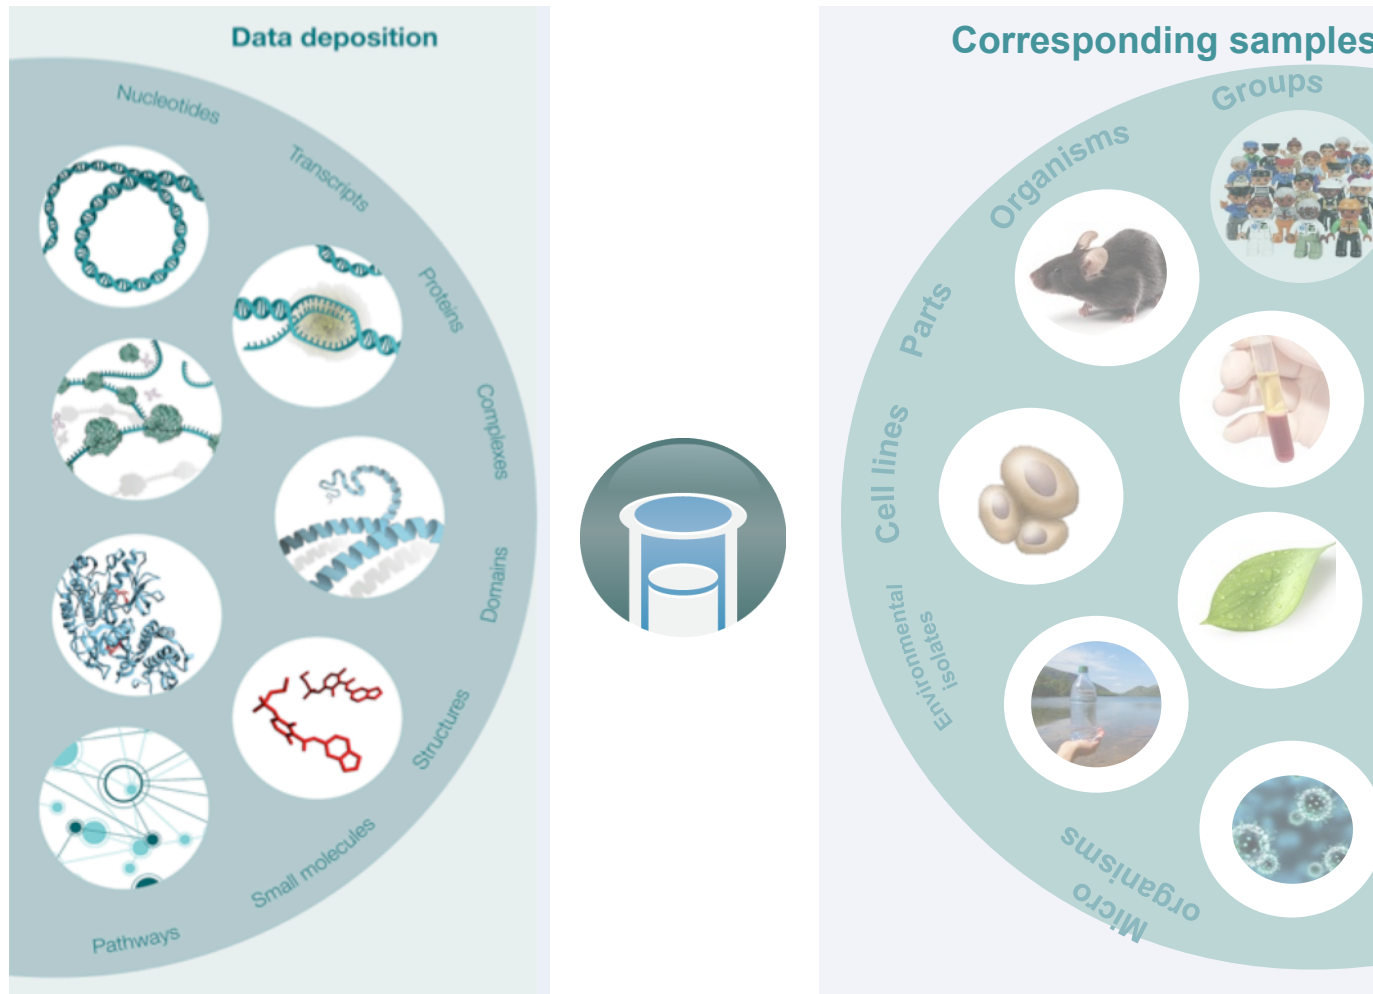 Data deposition
Nucleotides
Transcripts
Proteins
Complexes
Domains
Structures
Small molecules
Pathways
Corresponding samples
Groups
Organisms
Parts
Cell lines
Environmental
isolates
Micro
organisms